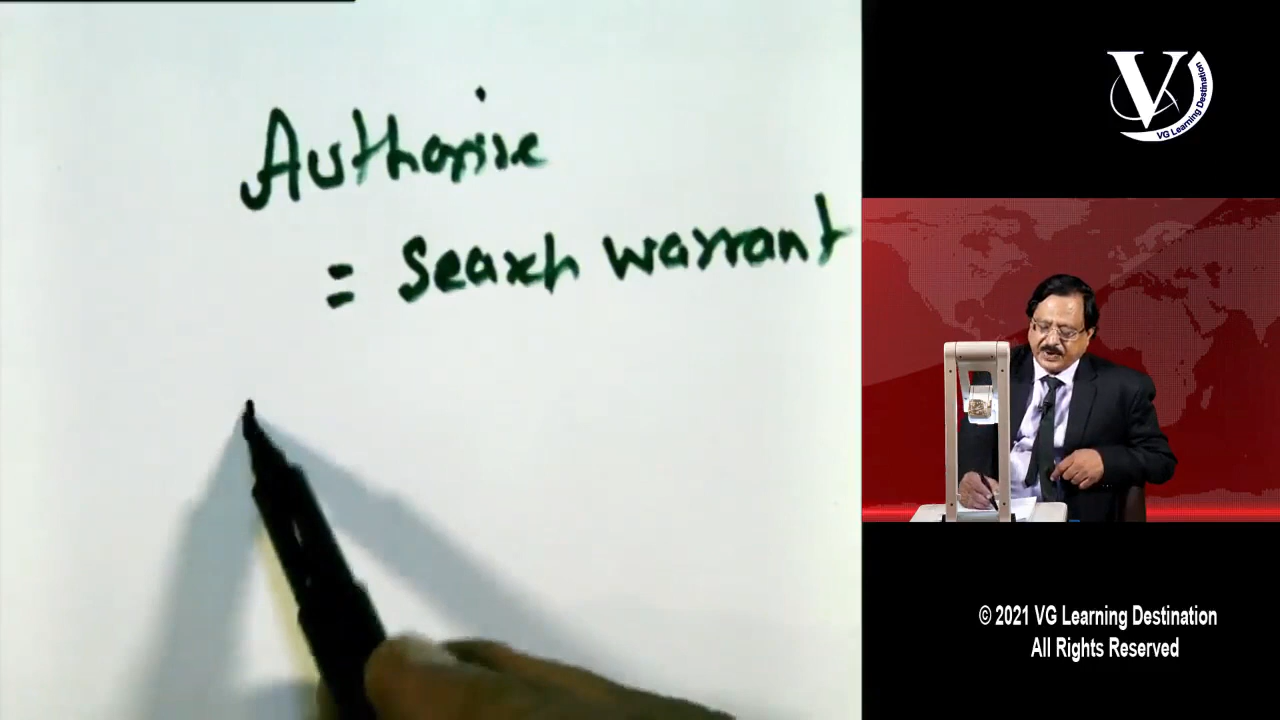 Authorise
= Search warrant
V
VG Learning Destination
© 2021 VG Learning Destination
All Rights Reserved